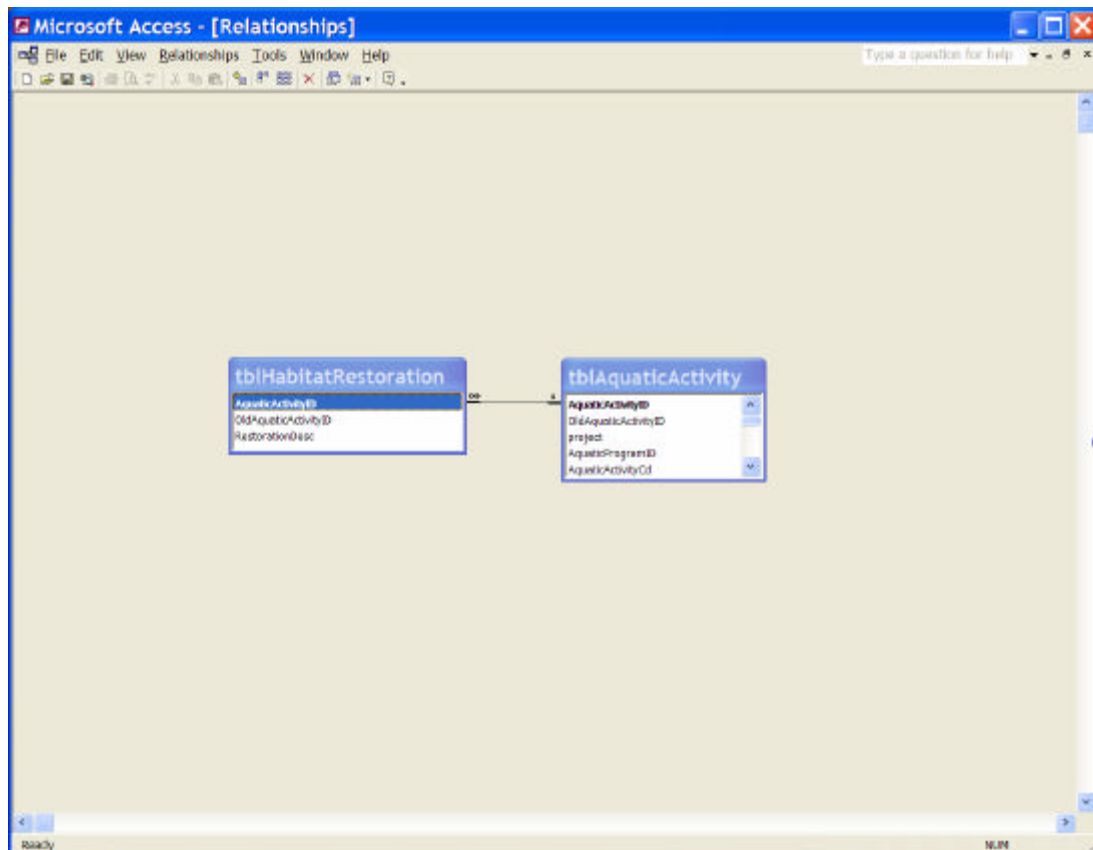 Microsoft Access - [Relationships]
File Edit View Relationships Tools Window Help
Type a question for help
tblHabitatRestoration
AquaticActivityID
OldAquaticActivityID
RestorationDesc
∞
1
tblAquaticActivity
AquaticActivityID
OldAquaticActivityID
project
AquaticProgramID
AquaticActivityCd
Ready
NUM